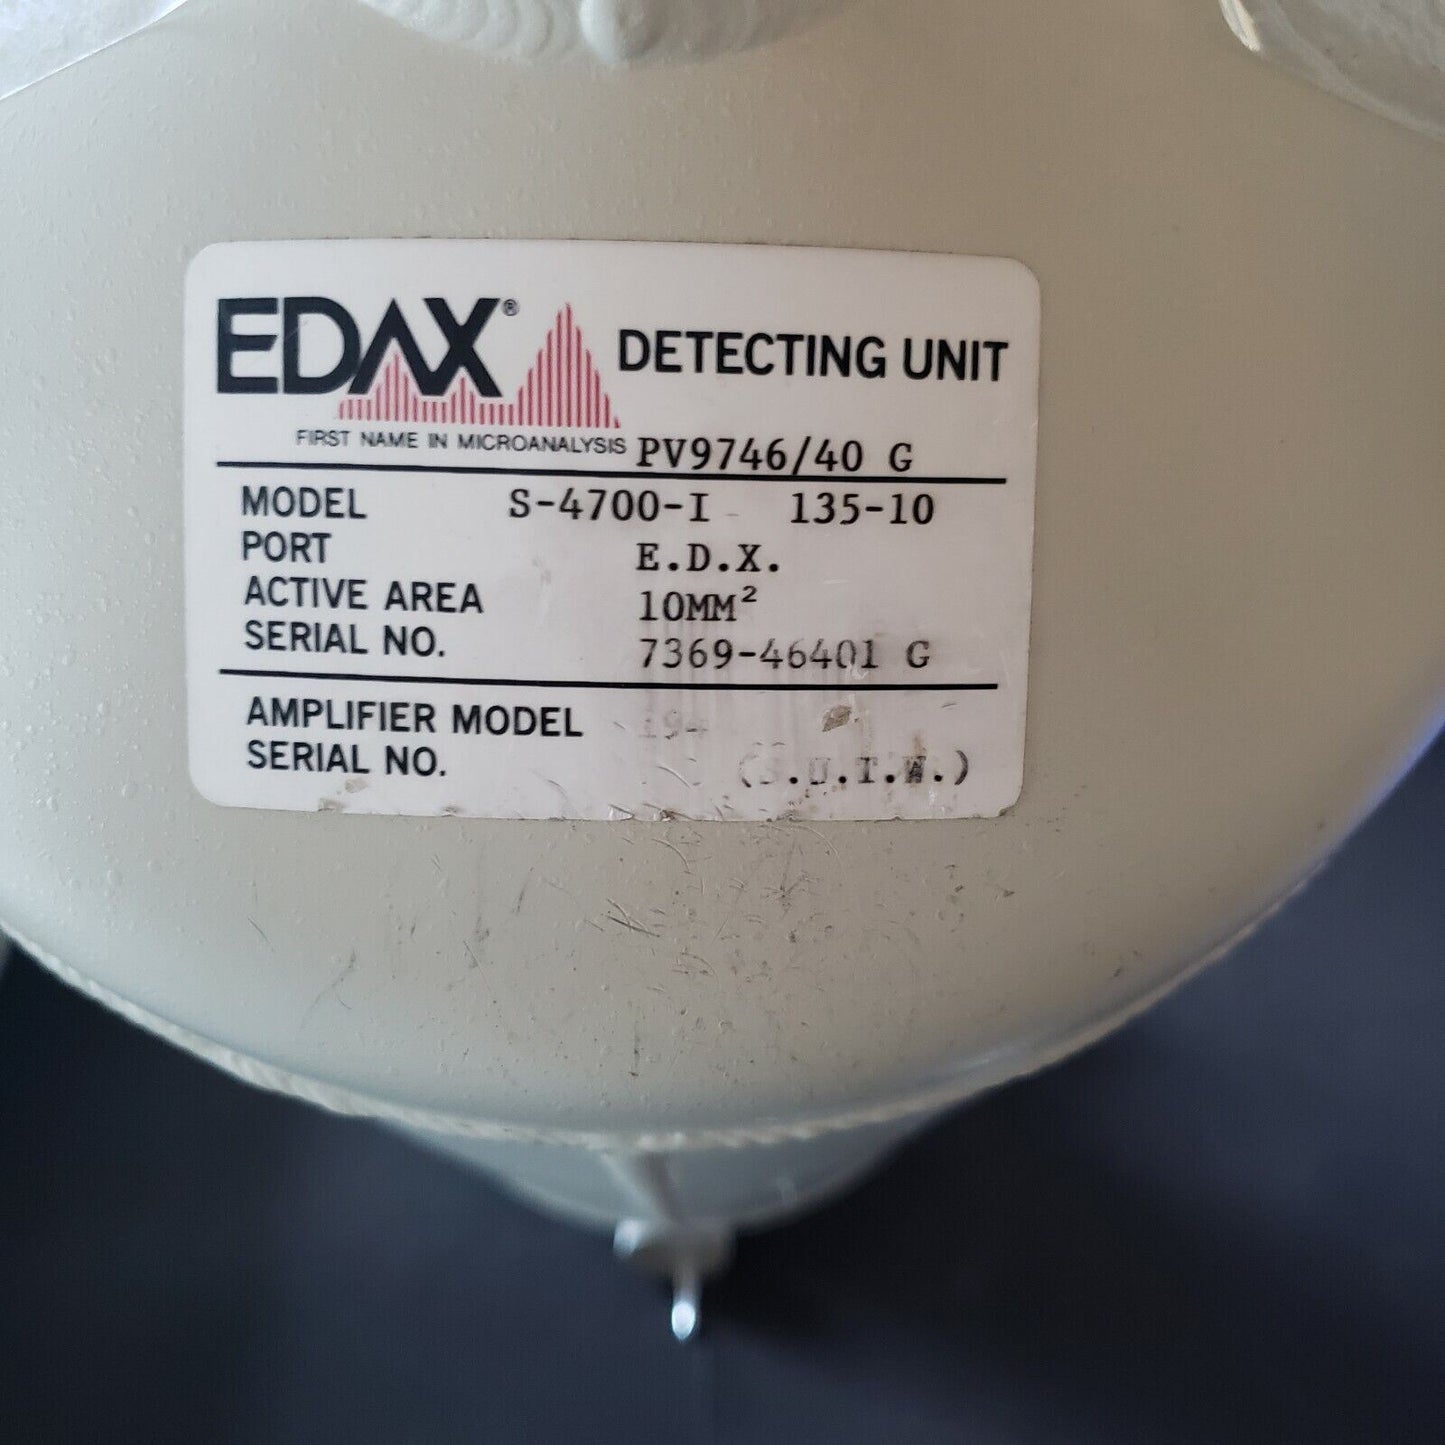 EDAX® DETECTING UNIT
FIRST NAME IN MICROANALYSIS PV9746/40 G
MODEL S-4700-I 135-10
PORT E.D.X.
ACTIVE AREA 10MM²
SERIAL NO. 7369-46401 G
AMPLIFIER MODEL 194
SERIAL NO. (S.U.T.W.)